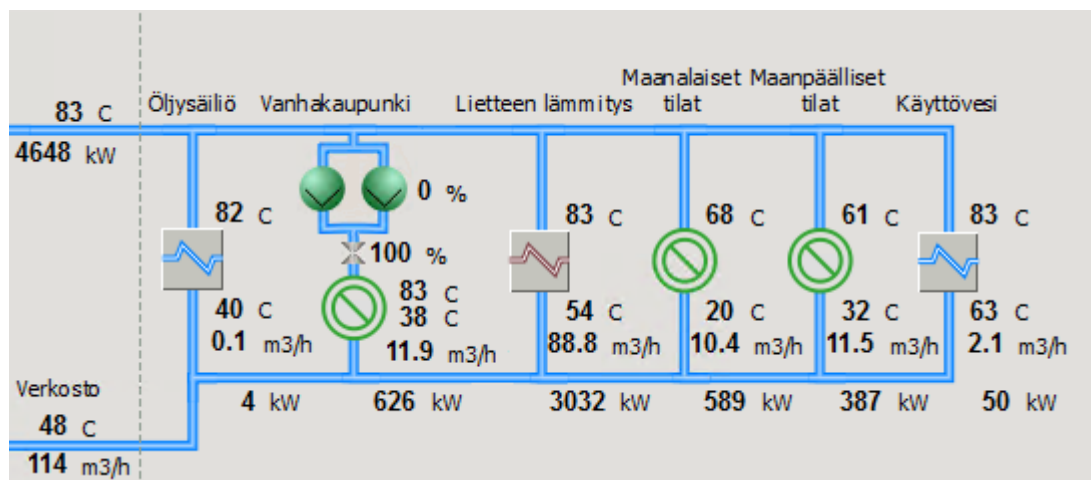 Maanalaiset Maanpäälliset
83 C Öljysäiliö Vanhakaupunki Lietteen lämmitys tilat tilat Käyttövesi
4648 kW
0 %
82 C 83 C 68 C 61 C 83 C
100 %
83 C
40 C 38 C 54 C 20 C 32 C 63 C
0.1 m3/h 11.9 m3/h 88.8 m3/h 10.4 m3/h 11.5 m3/h 2.1 m3/h
Verkosto
4 kW 626 kW 3032 kW 589 kW 387 kW 50 kW
48 C
114 m3/h